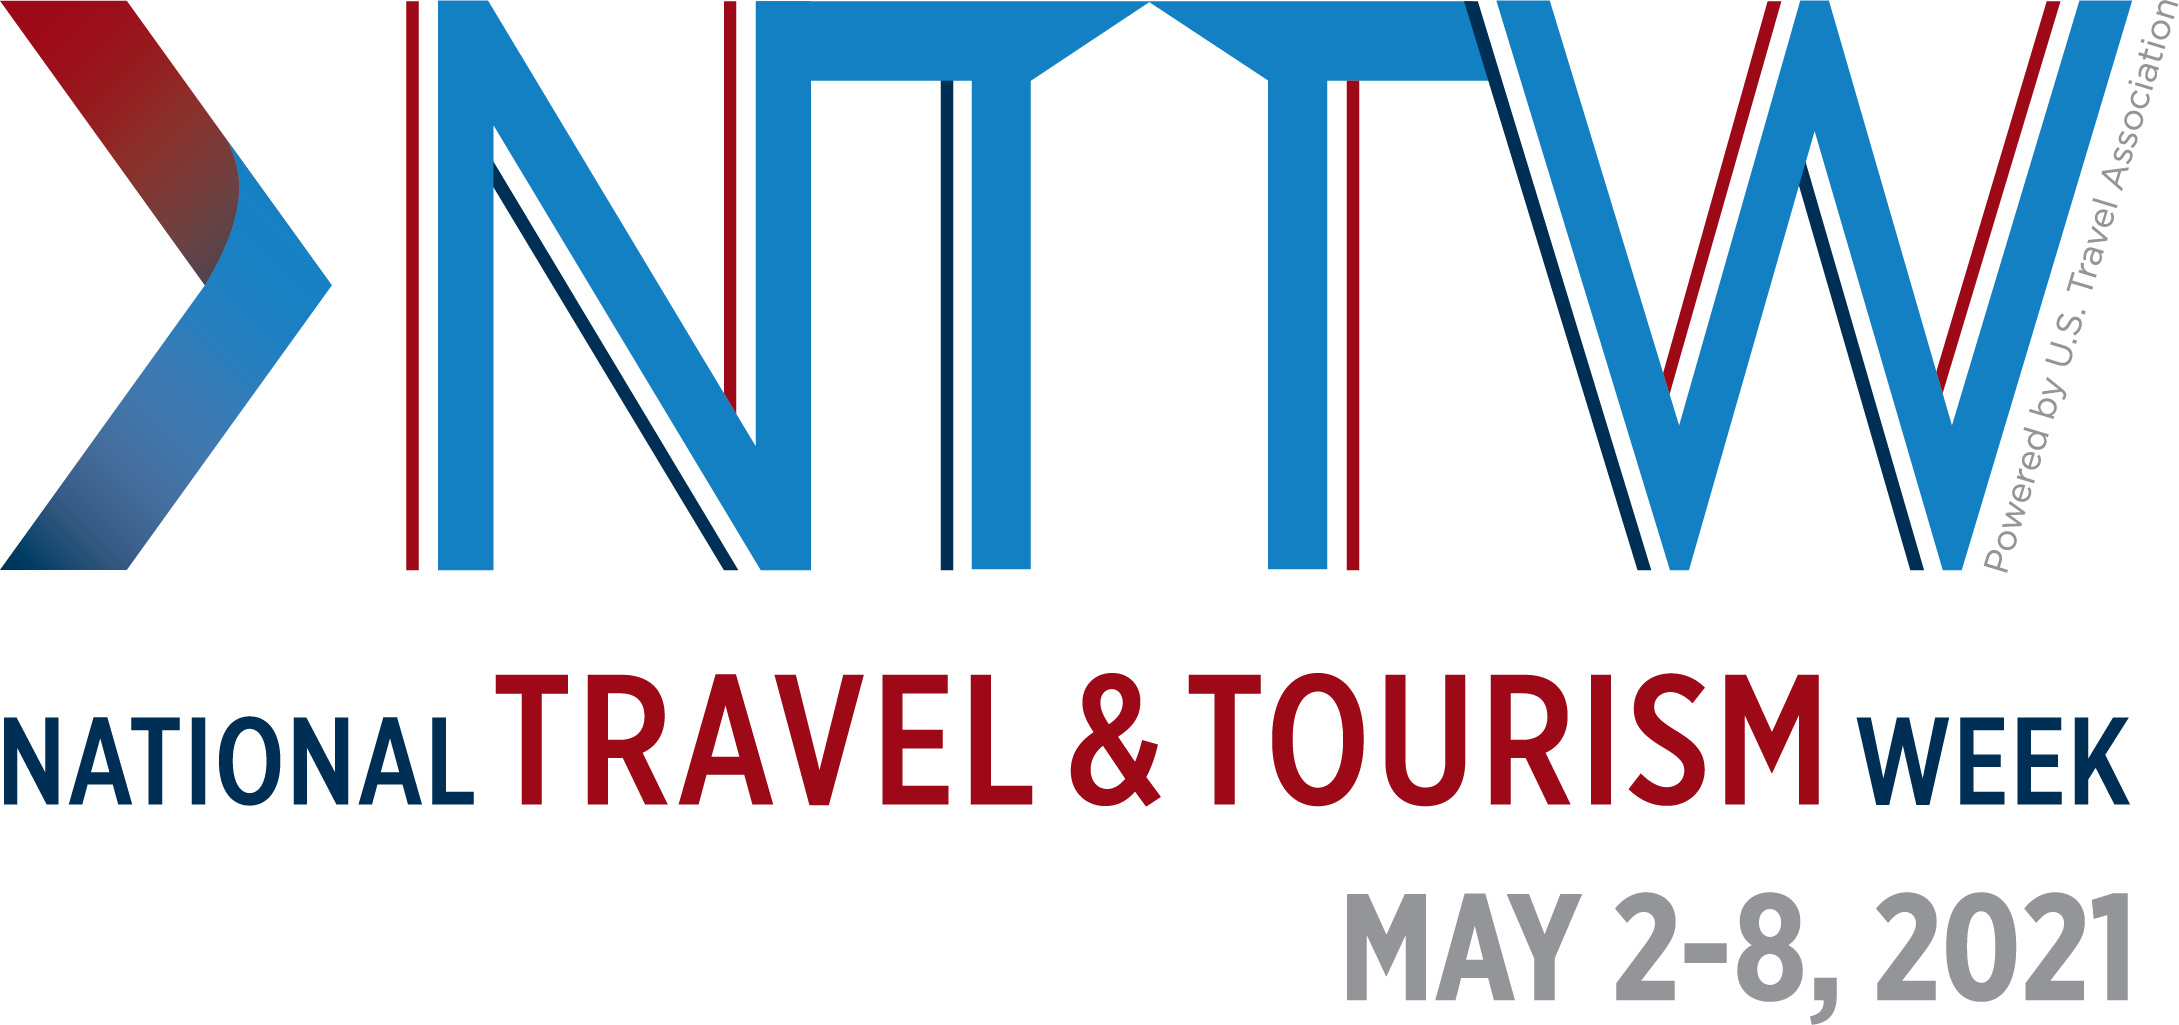 NTTW
Powered by U.S. Travel Association
NATIONAL TRAVEL & TOURISM WEEK
MAY 2-8, 2021